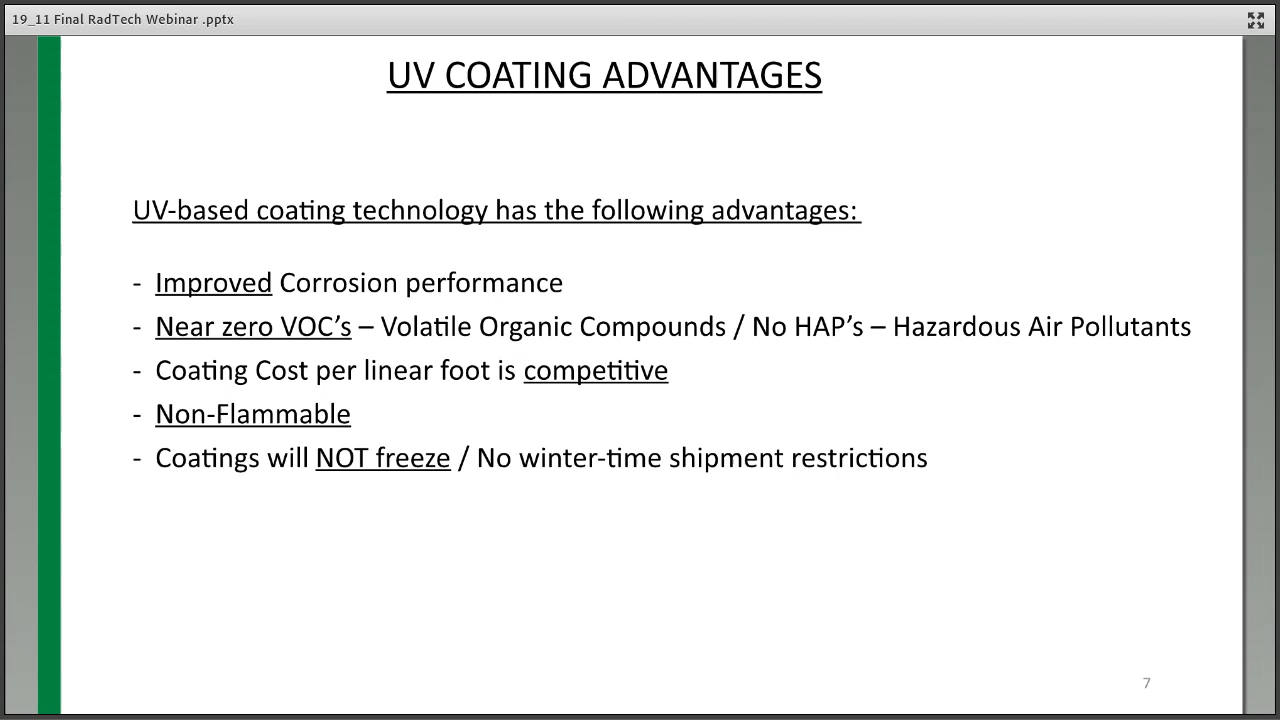 19_11 Final RadTech Webinar .pptx
UV COATING ADVANTAGES
UV-based coating technology has the following advantages:
- Improved Corrosion performance
- Near zero VOC’s – Volatile Organic Compounds / No HAP’s – Hazardous Air Pollutants
- Coating Cost per linear foot is competitive
- Non-Flammable
- Coatings will NOT freeze / No winter-time shipment restrictions
7